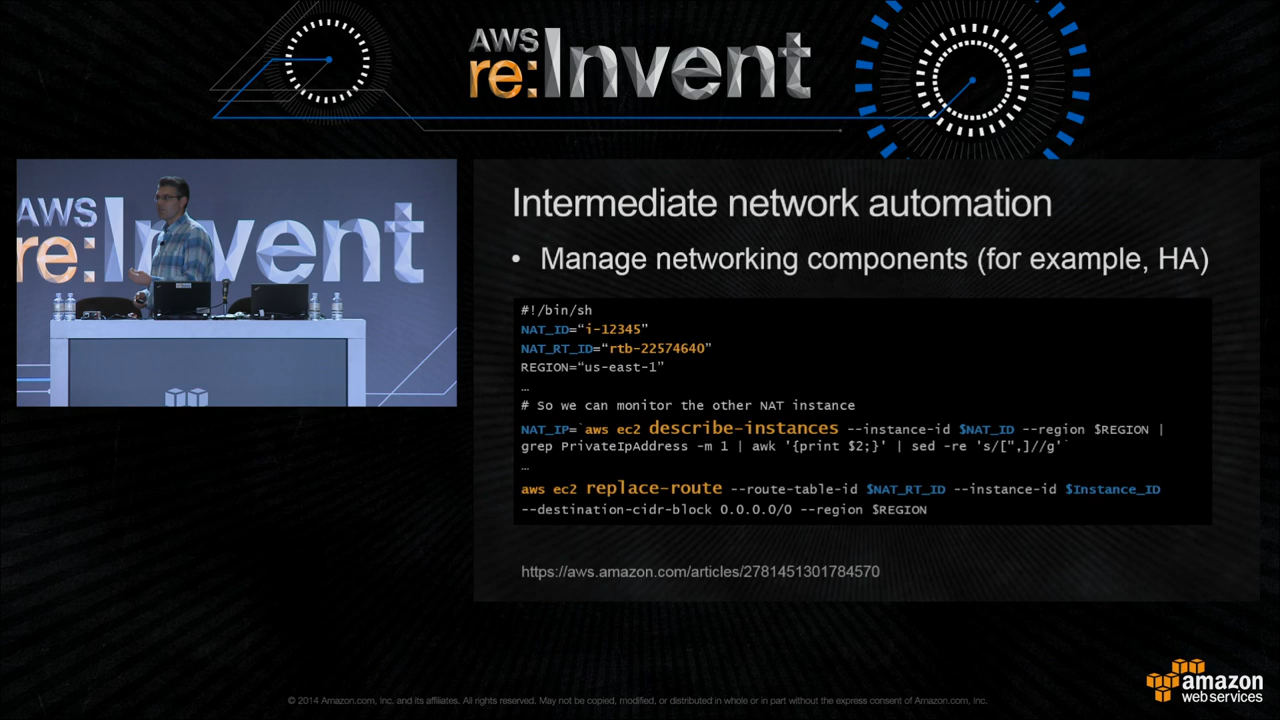 AWS
re:Invent
AWS
re:Invent
Intermediate network automation
• Manage networking components (for example, HA)
#!/bin/sh
NAT_ID=“i-12345”
NAT_RT_ID=“rtb-22574640”
REGION=“us-east-1”
…
# So we can monitor the other NAT instance
NAT_IP=`aws ec2 describe-instances --instance-id $NAT_ID --region $REGION |
grep PrivateIpAddress -m 1 | awk '{print $2;}' | sed -re 's/[",]//g'`
…
aws ec2 replace-route --route-table-id $NAT_RT_ID --instance-id $Instance_ID
--destination-cidr-block 0.0.0.0/0 --region $REGION
https://aws.amazon.com/articles/2781451301784570
amazon
web services
© 2014 Amazon.com, Inc. and its affiliates. All rights reserved. May not be copied, modified, or distributed in whole or in part without the express consent of Amazon.com, Inc.